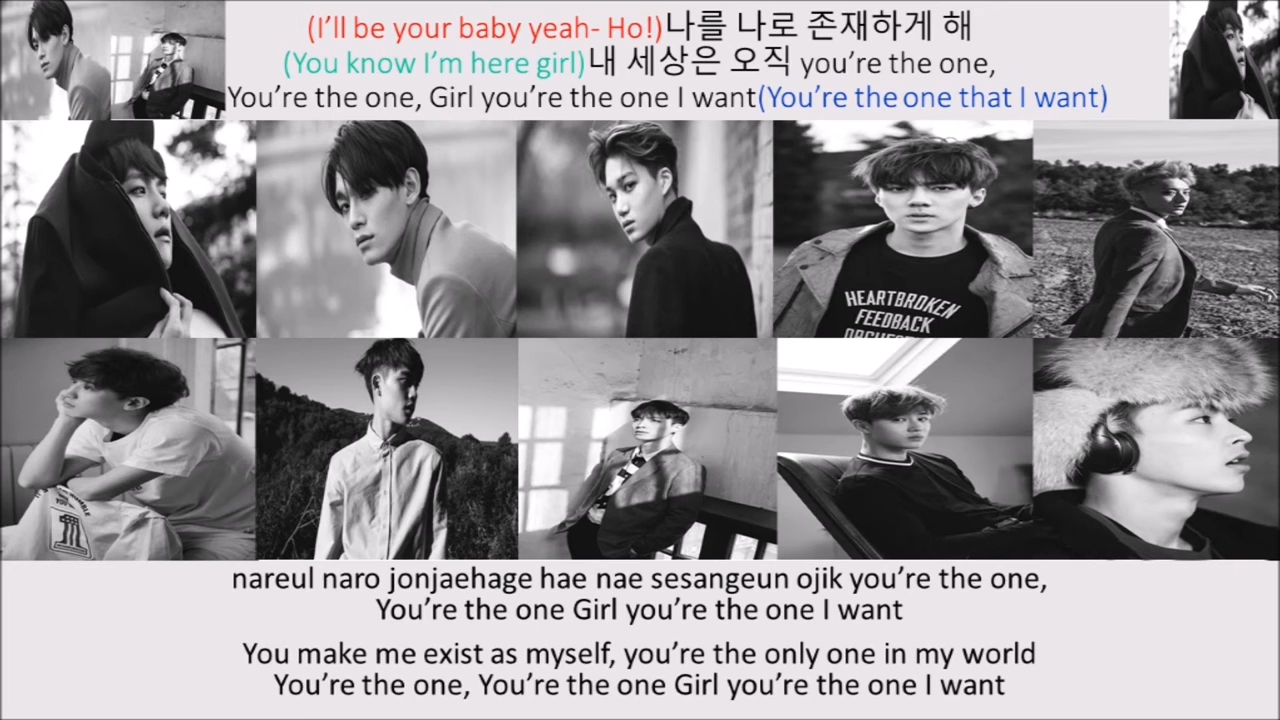 (I'll be your baby yeah- Ho!)나를 나로 존재하게 해
(You know I'm here girl)내 세상은 오직 you're the one,
You're the one, Girl you're the one I want(You're the one that I want)
HEARTBROKEN
FEEDBACK
nareul naro jonjaehage hae nae sesangeun ojik you're the one,
You're the one Girl you're the one I want
You make me exist as myself, you're the only one in my world
You're the one, You're the one Girl you're the one I want